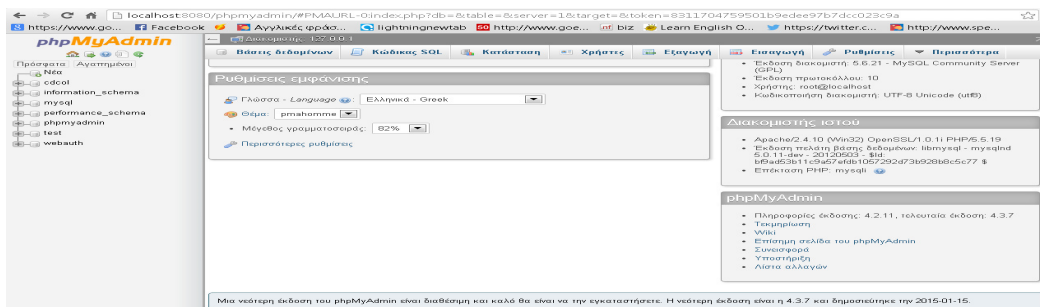 localhost:8080/phpmyadmin/#PMAURL-0index.php?db=&table=&server=1&target=&token=8311704759501b9edee97b7dcc023c9a
https://www.go... Facebook Αγγλικές φράσ... lightningnewtab http://www.goe... biz Learn English O... https://twitter.c... http://www.spe...
phpMyAdmin
Πρόσφατα Αγαπημένοι
Νέα
cdcol
information_schema
mysql
performance_schema
phpmyadmin
test
webauth
Διακομιστής: 127.0.0.1
Βάσεις δεδομένων Κώδικας SQL Κατάσταση Χρήστες Εξαγωγή Εισαγωγή Ρυθμίσεις Περισσότερα
Ρυθμίσεις εμφάνισης
Γλώσσα - Language : Ελληνικά - Greek
Θέμα: pmahomme
Μέγεθος γραμματοσειράς: 82%
Περισσότερες ρυθμίσεις
Έκδοση διακομιστή: 5.6.21 - MySQL Community Server (GPL)
Έκδοση πρωτοκόλλου: 10
Χρήστης: root@localhost
Κωδικοποίηση διακομιστή: UTF-8 Unicode (utf8)
Διακομιστής ιστού
Apache/2.4.10 (Win32) OpenSSL/1.0.1i PHP/5.5.19
Έκδοση πελάτη βάσης δεδομένων: libmysql - mysqlnd
5.0.11-dev - 20120503 - $Id:
bf9ad53b11c9a57efdb1057292d73b928b8c5c77 $
Επέκταση PHP: mysqli
phpMyAdmin
Πληροφορίες έκδοσης: 4.2.11, τελευταία έκδοση: 4.3.7
Τεκμηρίωση
Wiki
Επίσημη σελίδα του phpMyAdmin
Συνεισφορά
Υποστήριξη
Λίστα αλλαγών
Μια νεότερη έκδοση του phpMyAdmin είναι διαθέσιμη και καλό θα είναι να την εγκαταστήσετε. Η νεότερη έκδοση είναι η 4.3.7 και δημοσιεύτηκε την 2015-01-15.